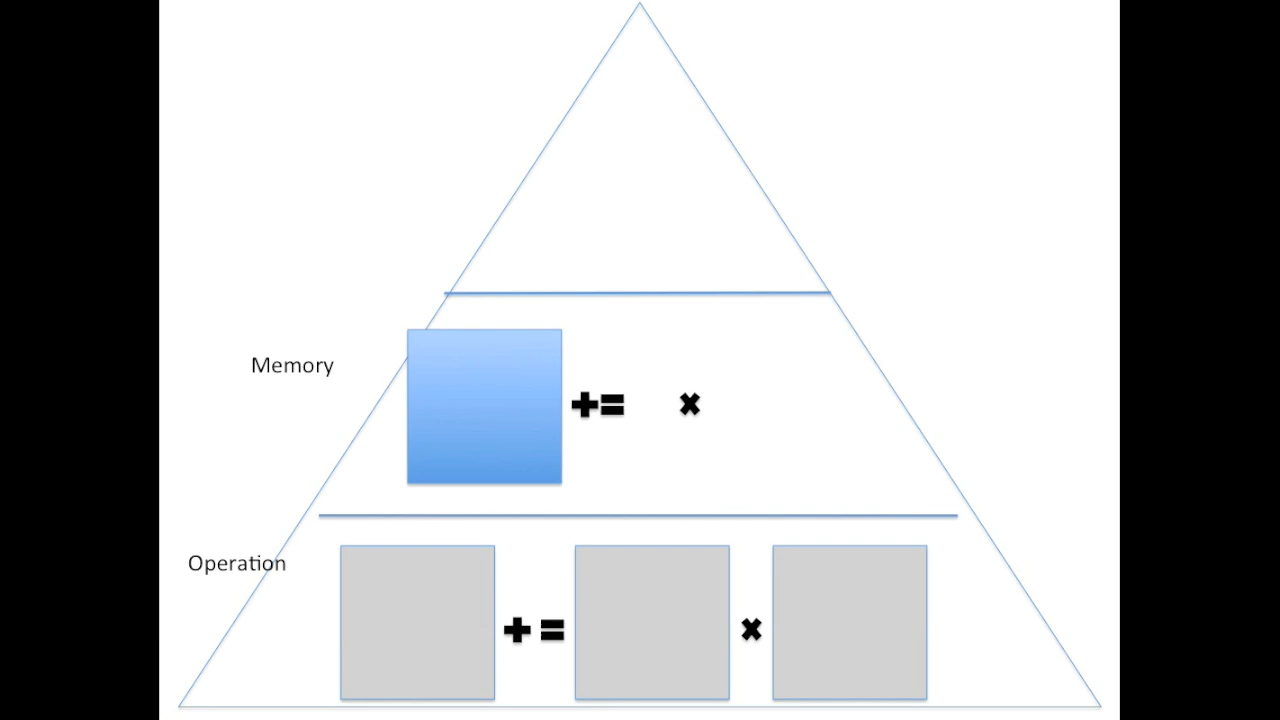 Memory
+= ×
Operation
+ = ×